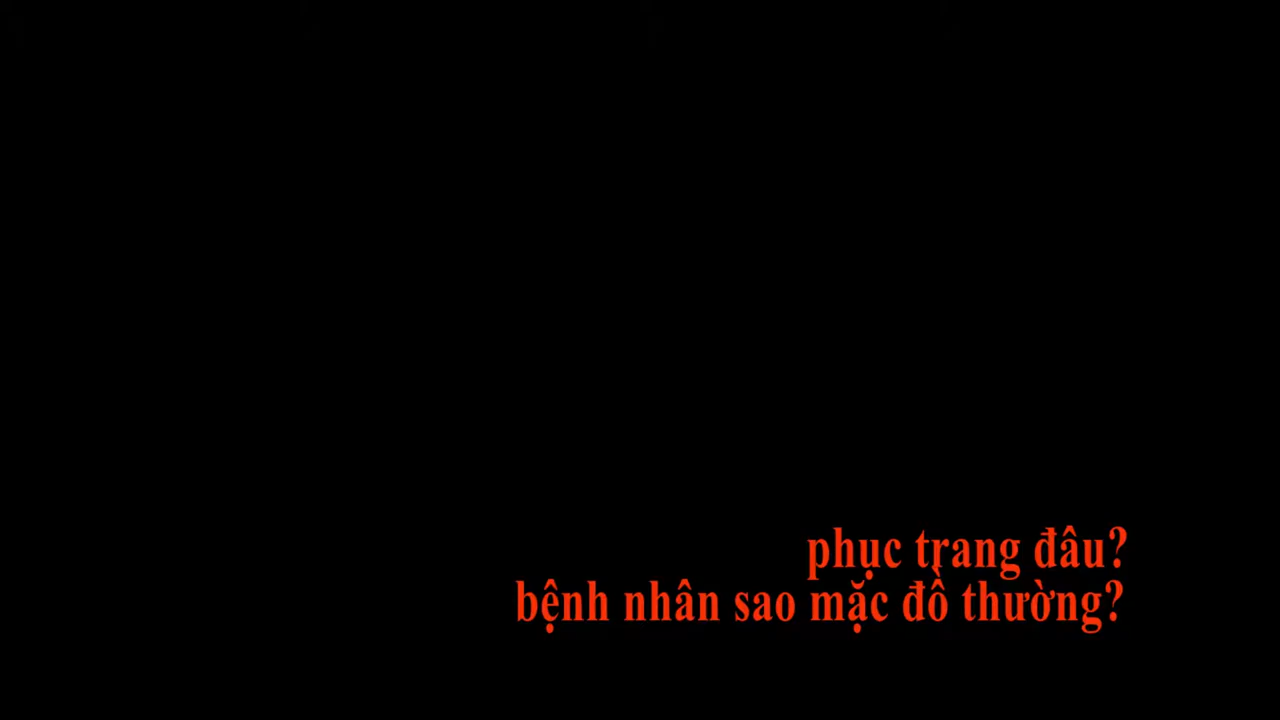 phục trang đâu?
bệnh nhân sao mặc đồ thường?